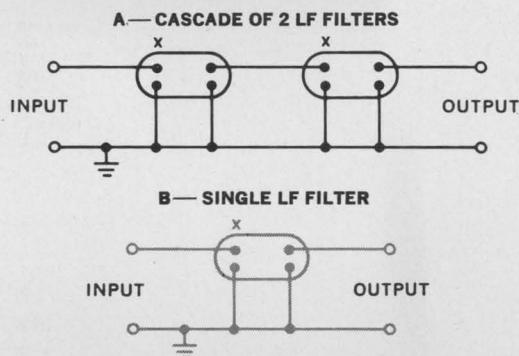 A.— CASCADE OF 2 LF FILTERS
X
X
INPUT
OUTPUT
B— SINGLE LF FILTER
X
INPUT
OUTPUT